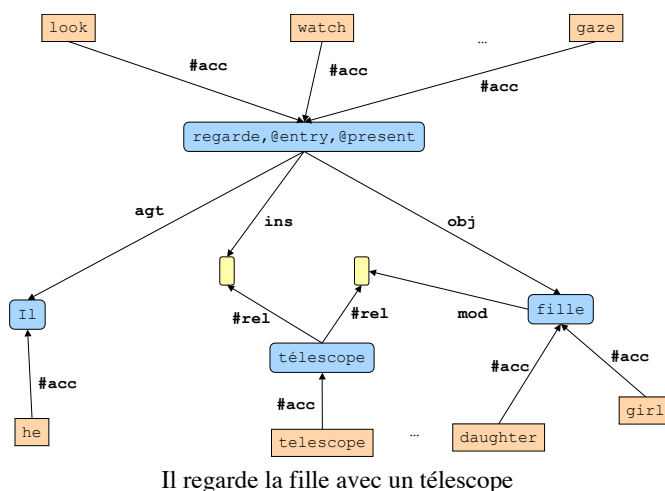 look watch … gaze
#acc #acc #acc
regarde,@entry,@present
agt ins obj
Il #rel #rel mod fille
télescope
#acc #acc #acc #acc
he telescope … daughter girl
Il regarde la fille avec un télescope